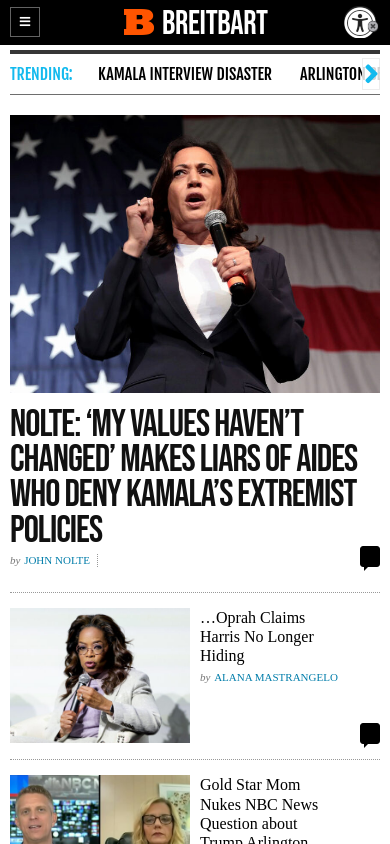 BREITBART
TRENDING:
KAMALA INTERVIEW DISASTER
ARLINGTON
NOLTE: ‘MY VALUES HAVEN’T
CHANGED’ MAKES LIARS OF AIDES
WHO DENY KAMALA’S EXTREMIST
POLICIES
by JOHN NOLTE
…Oprah Claims
Harris No Longer
Hiding
by ALANA MASTRANGELO
Gold Star Mom
Nukes NBC News
Question about
Trump Arlington